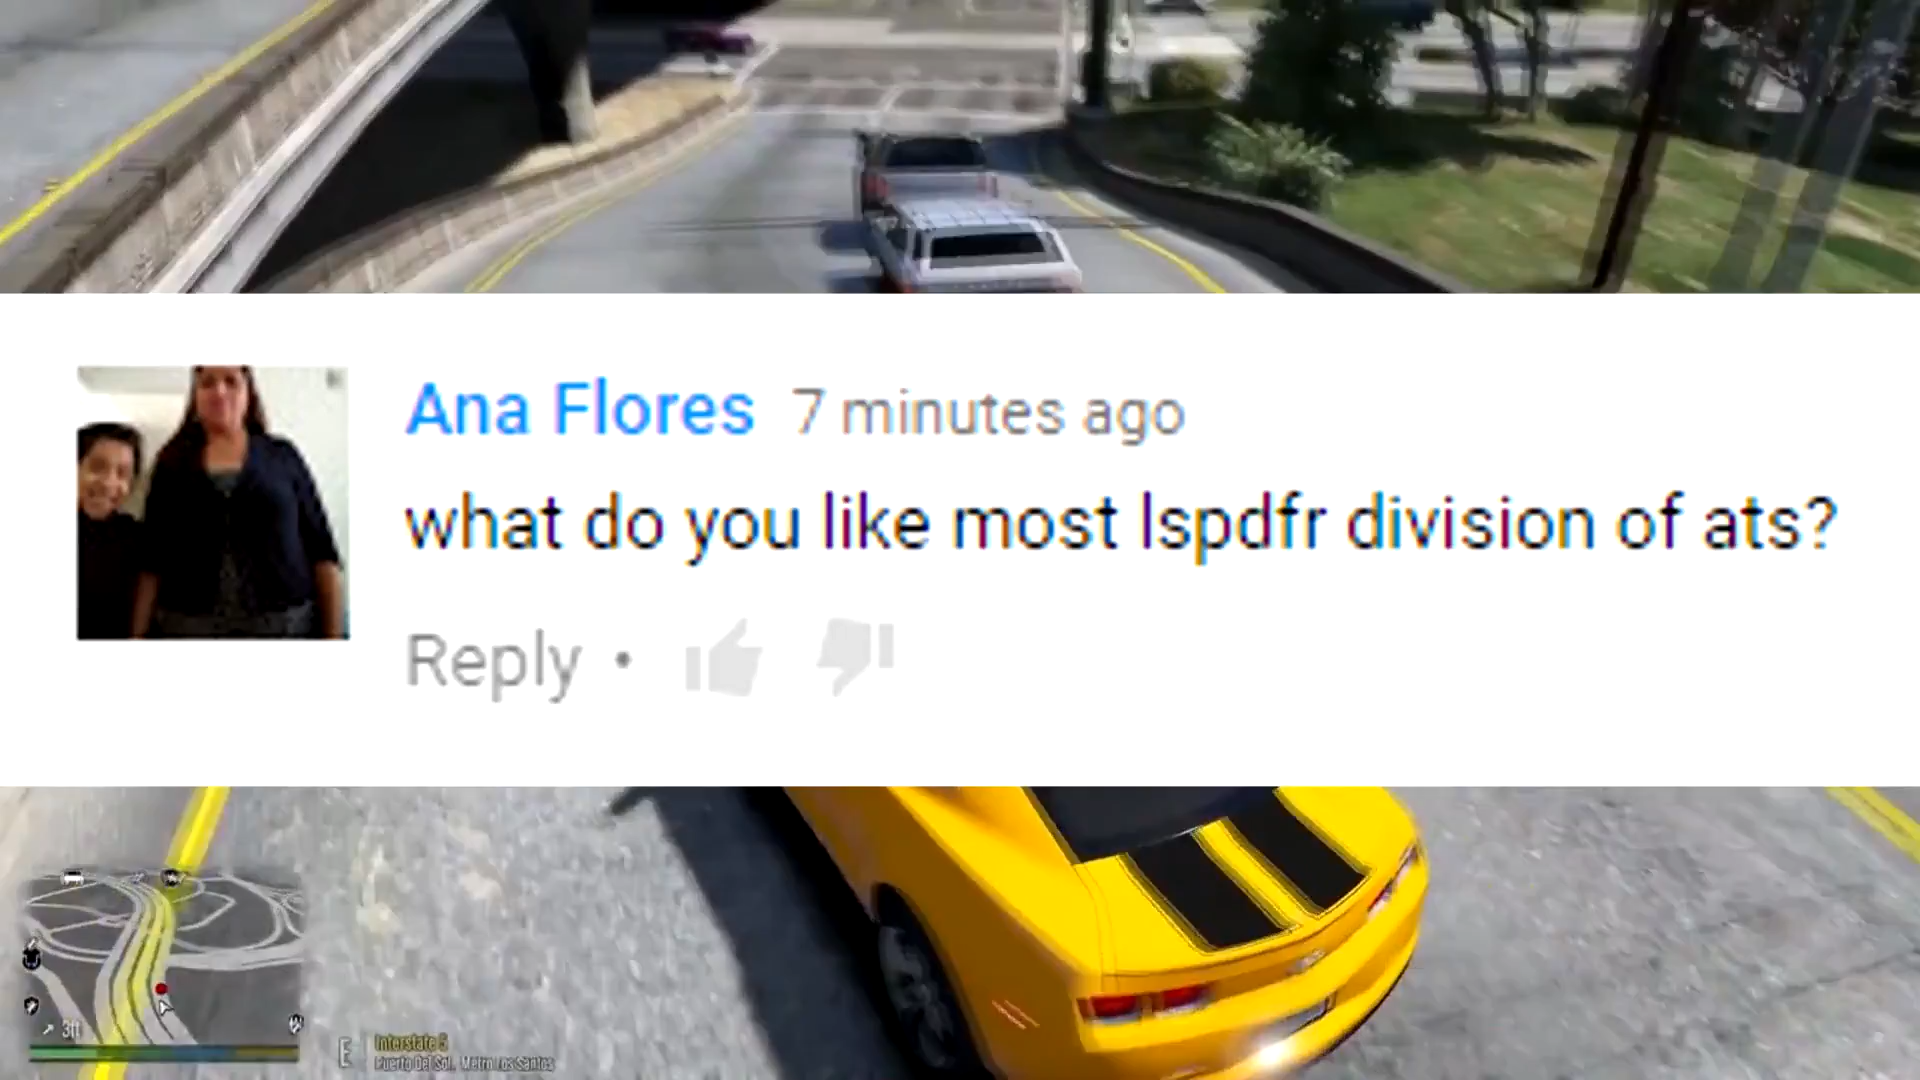 Ana Flores 7 minutes ago
what do you like most lspdfr division of ats?
Reply •
3ft
E
Interstate 5
Puerto Del Sol, Metro Los Santos